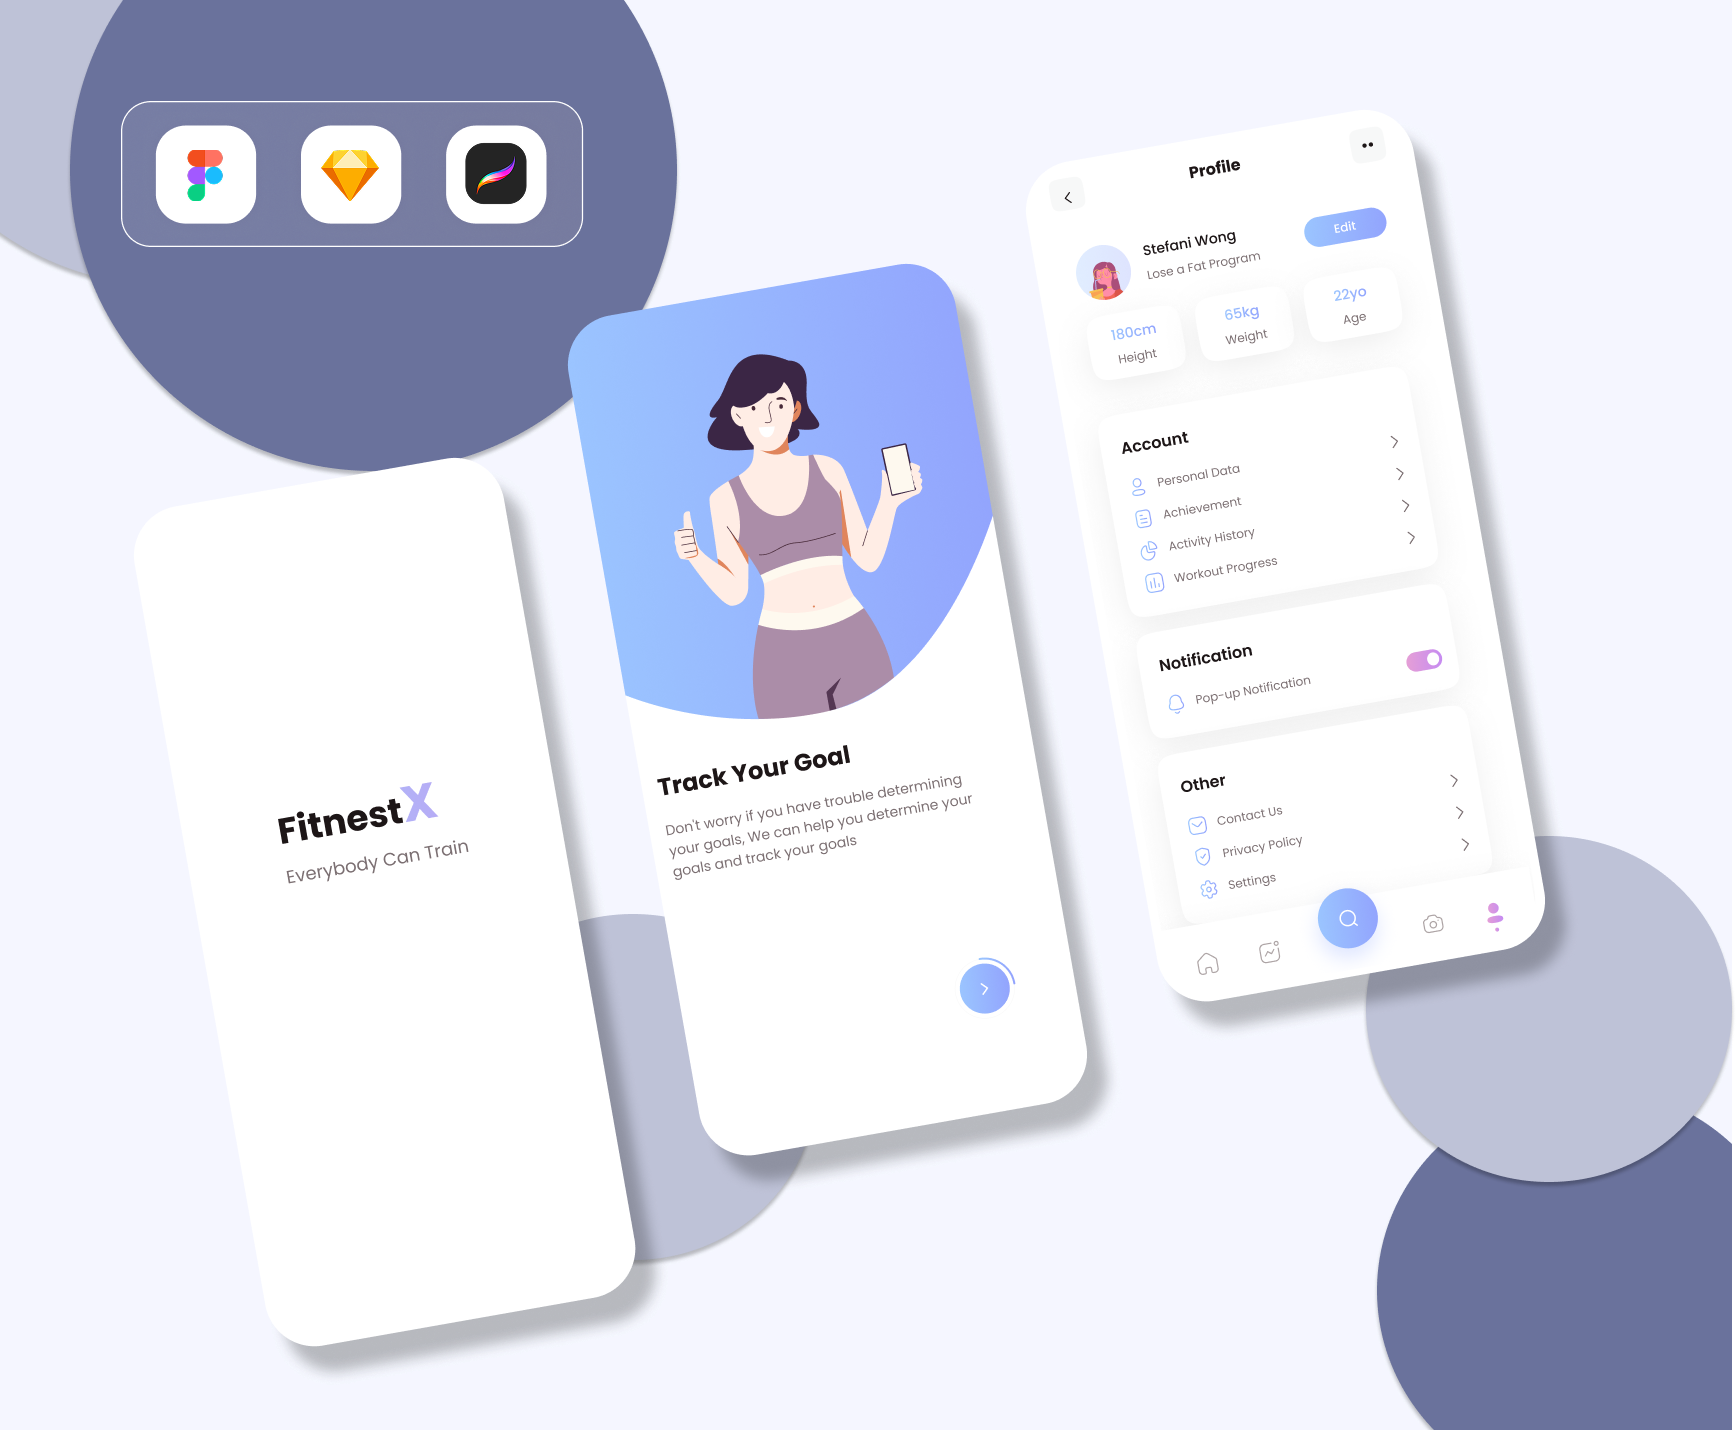 FitnestX
Everybody Can Train
Track Your Goal
Don't worry if you have trouble determining
your goals, We can help you determine your
goals and track your goals
Profile
Stefani Wong
Lose a Fat Program
Edit
180cm
Height
65kg
Weight
22yo
Age
Account
Personal Data
Achievement
Activity History
Workout Progress
Notification
Pop-up Notification
Other
Contact Us
Privacy Policy
Settings